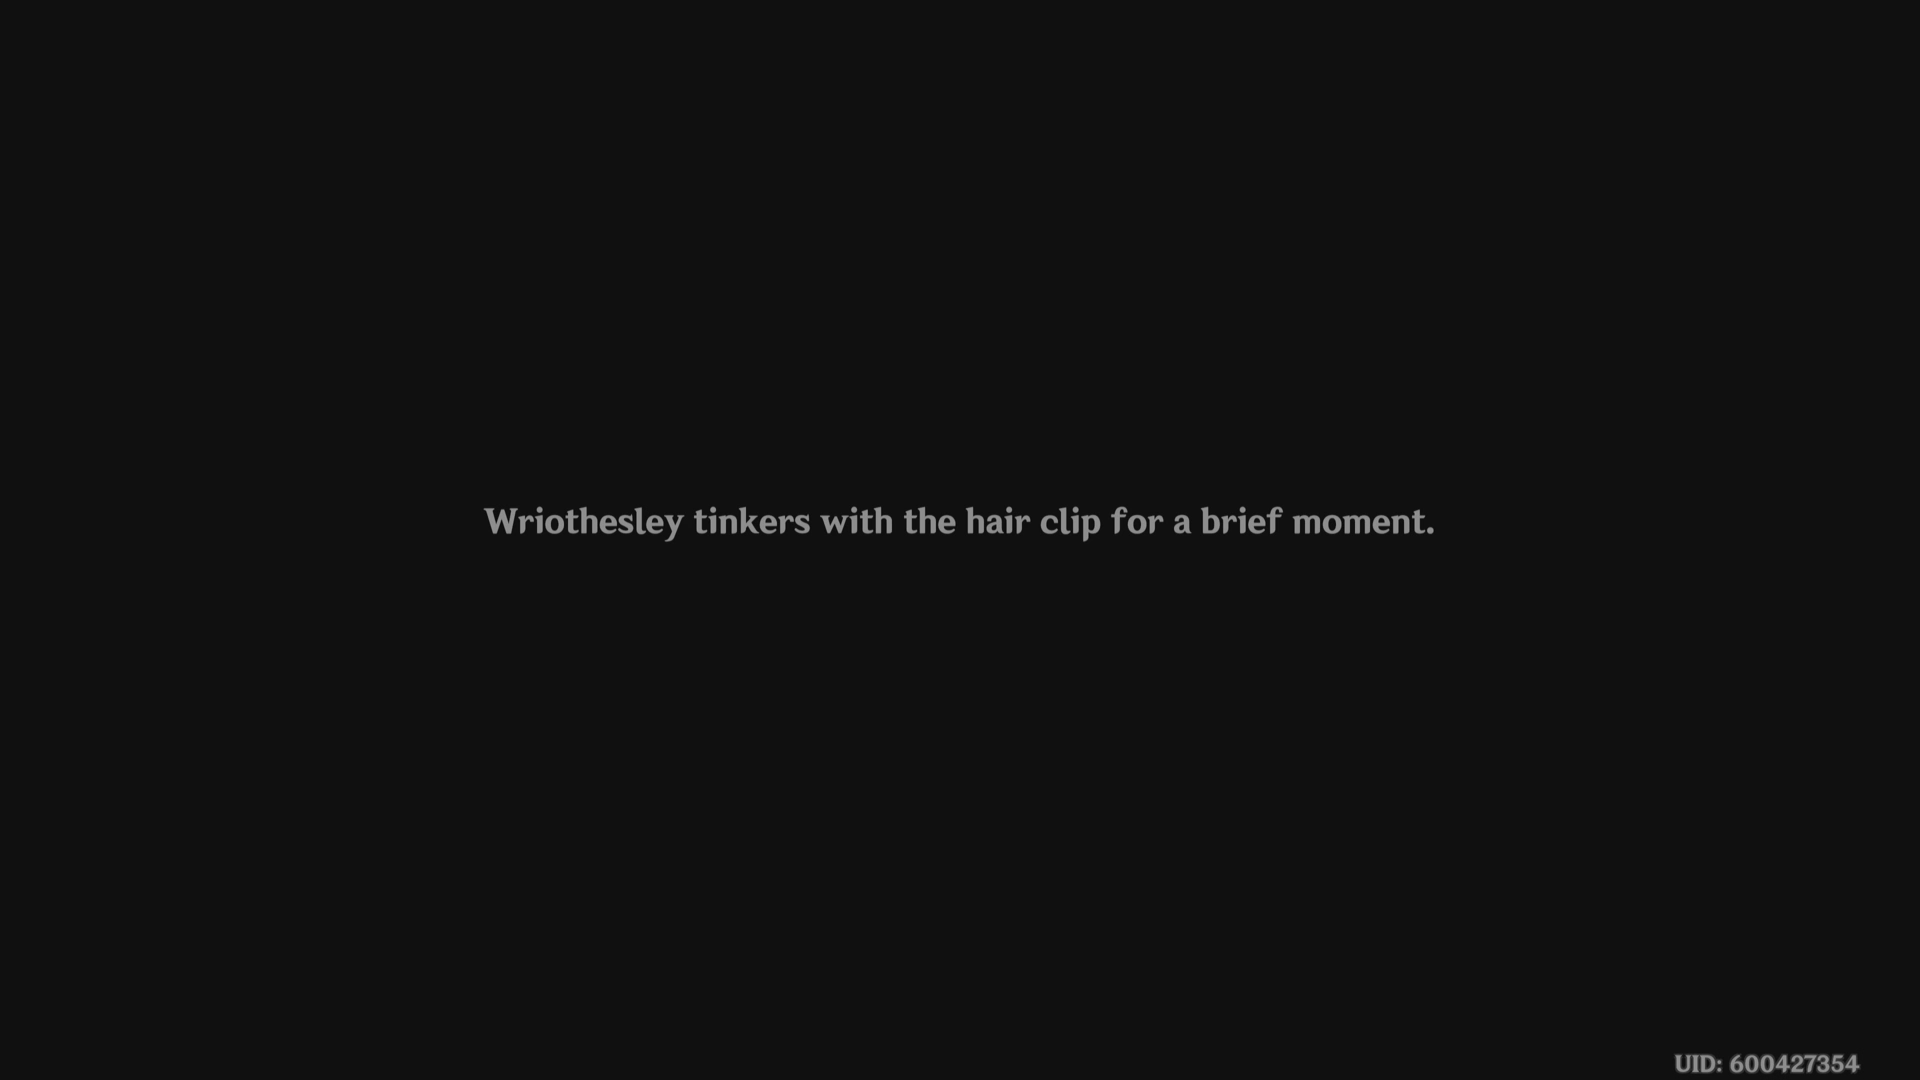 Wriothesley tinkers with the hair clip for a brief moment.
UID: 600427354